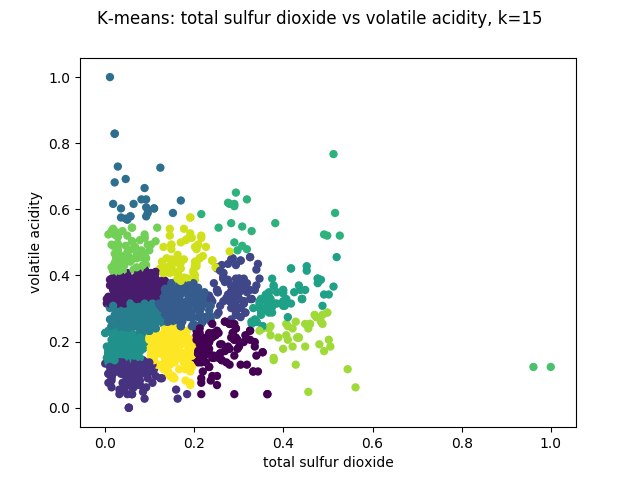 K-means: total sulfur dioxide vs volatile acidity, k=15
1.0
0.8
0.6
0.4
0.2
0.0
volatile acidity
0.0 0.2 0.4 0.6 0.8 1.0
total sulfur dioxide